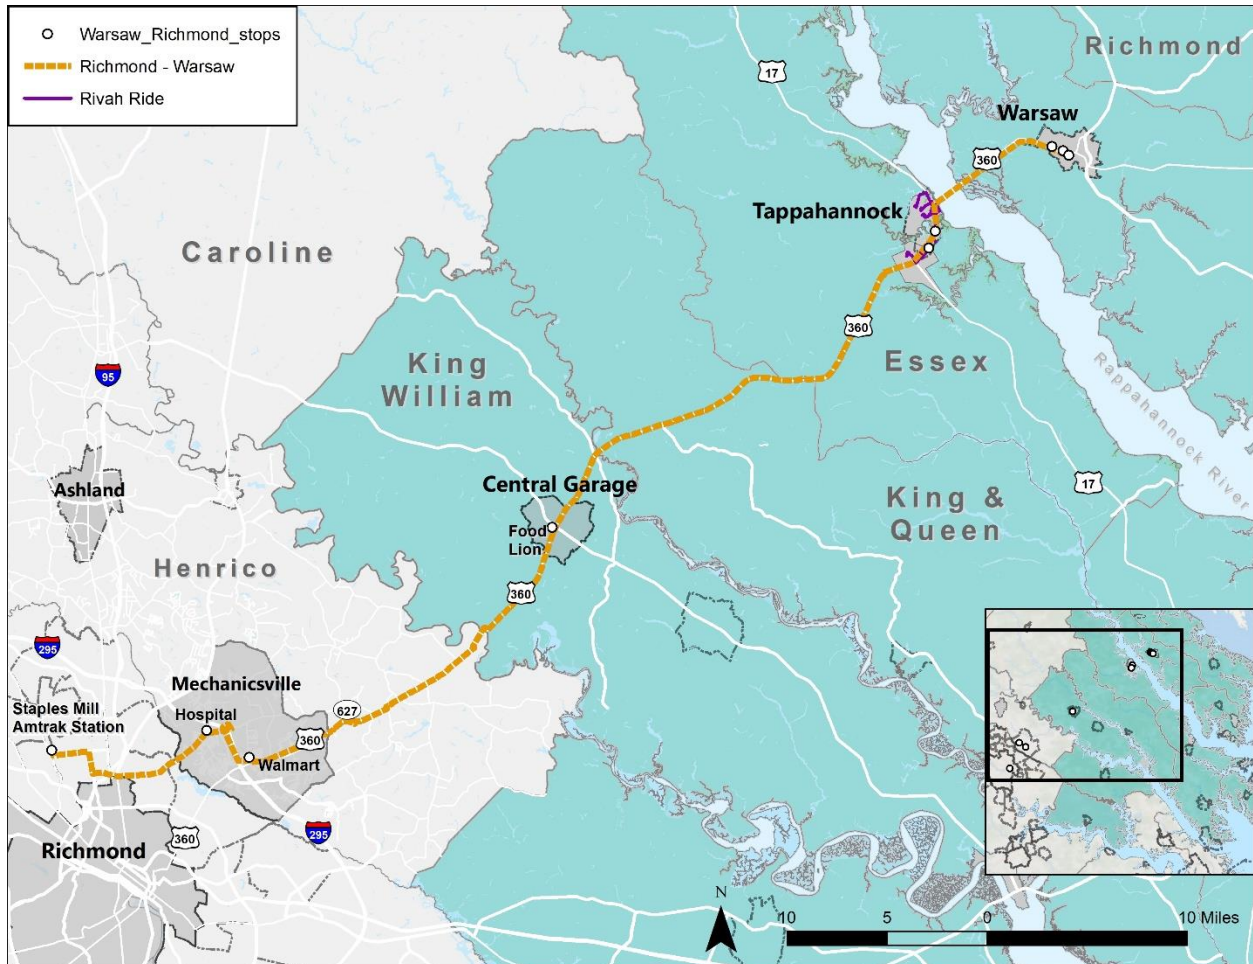 Warsaw_Richmond_stops
Richmond - Warsaw
Rivah Ride
Richmond
17
Warsaw
360
Tappahannock
Caroline
360
King
William
Essex
Rappahannock River
95
Ashland
Central Garage
Food
Lion
King &
Queen
17
Henrico
360
295
Mechanicsville
Staples Mill
Amtrak Station
Hospital
627
360
Walmart
360
295
Richmond
N
10
5
0
10 Miles